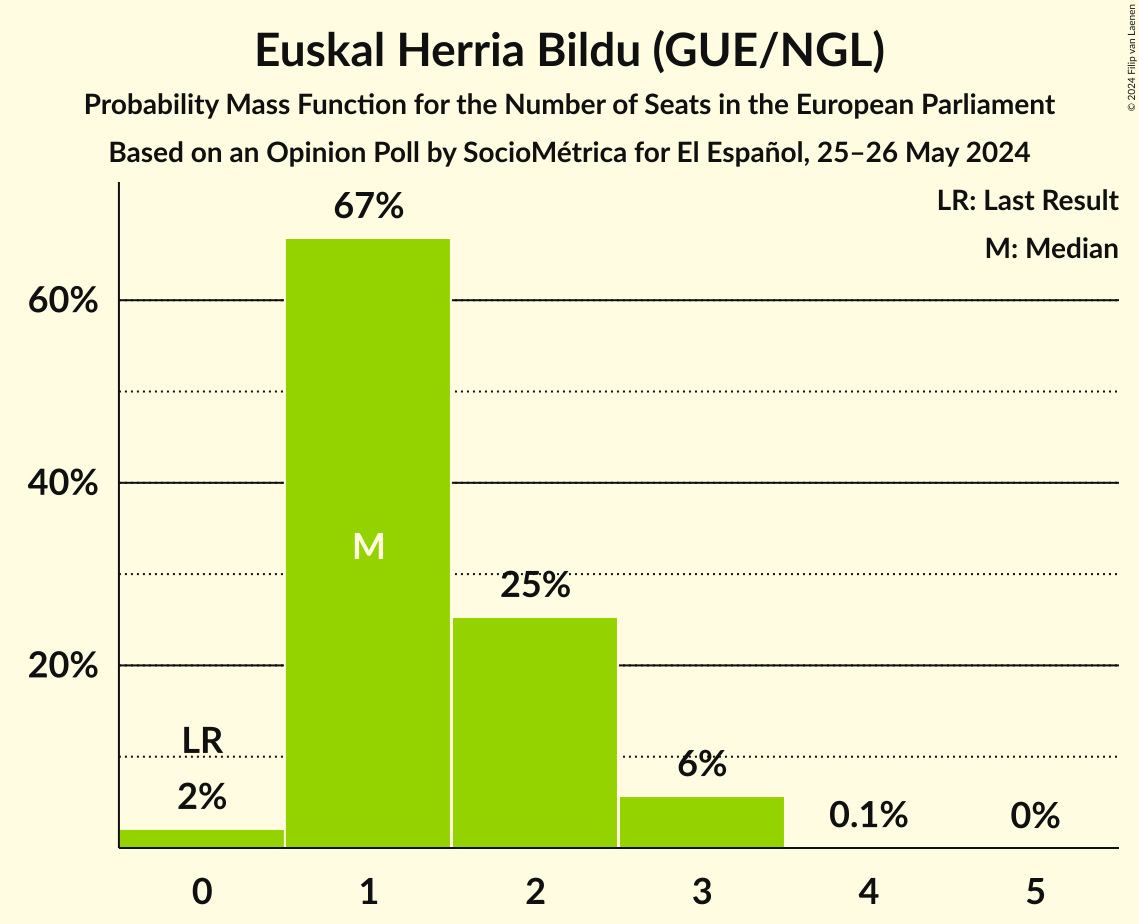 Euskal Herria Bildu (GUE/NGL)
Probability Mass Function for the Number of Seats in the European Parliament
Based on an Opinion Poll by SocioMétrica for El Español, 25–26 May 2024
© 2024 Filip van Laenen
LR: Last Result
M: Median
67%
60%
40%
M
25%
20%
LR
2%
6%
0.1%
0%
0 1 2 3 4 5